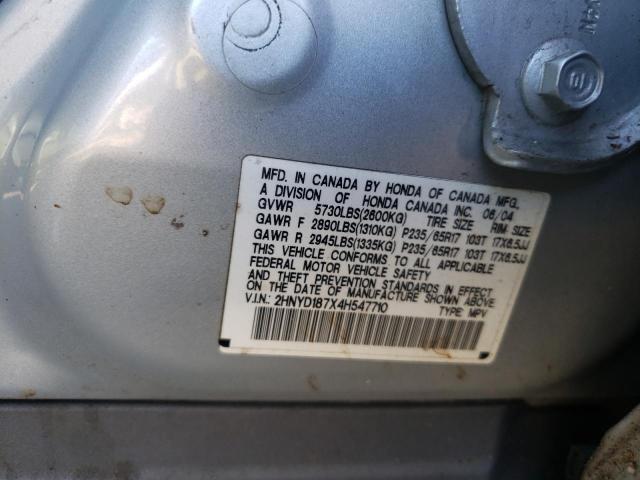 MFD. IN CANADA BY HONDA OF CANADA MFG.
A DIVISION OF HONDA CANADA INC. 06/04
GVWR 5730LBS(2600KG) TIRE SIZE RIM SIZE
GAWR F 2890LBS(1310KG) P235/65R17 103T 17X6.5JJ
GAWR R 2945LBS(1335KG) P235/65R17 103T 17X6.5JJ
THIS VEHICLE CONFORMS TO ALL APPLICABLE
FEDERAL MOTOR VEHICLE SAFETY
AND THEFT PREVENTION STANDARDS IN EFFECT
ON THE DATE OF MANUFACTURE SHOWN ABOVE
V.I.N.: 2HNYD187X4H547710 TYPE: MPV